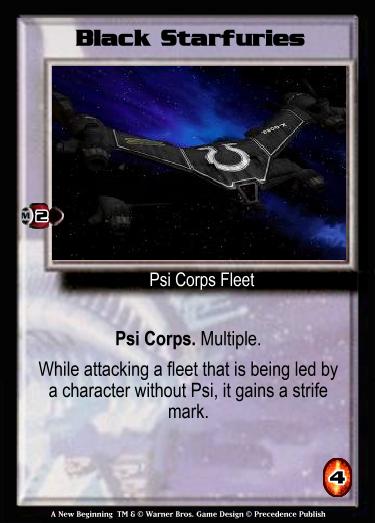 Black Starfuries
M 2
Psi Corps Fleet
Psi Corps. Multiple.
While attacking a fleet that is being led by
a character without Psi, it gains a strife
mark.
4
A New Beginning TM & © Warner Bros. Game Design © Precedence Publish